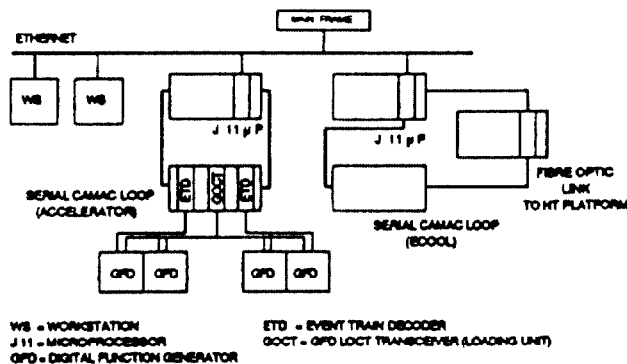 MAIN FRAME
ETHERNET
WS
WS
J 11 µP
J 11 µP
ETD
GOCT
ETD
SERIAL CAMAC LOOP
(ACCELERATOR)
FIBRE OPTIC
LINK
TO HT PLATFORM
SERIAL CAMAC LOOP
(ECOOL)
GFD
GFD
GFD
GFD
WS = WORKSTATION
J 11 = MICROPROCESSOR
GFD = DIGITAL FUNCTION GENERATOR
ETD = EVENT TRAIN DECODER
GOCT = GFD LOCT TRANSCEIVER (LOADING UNIT)